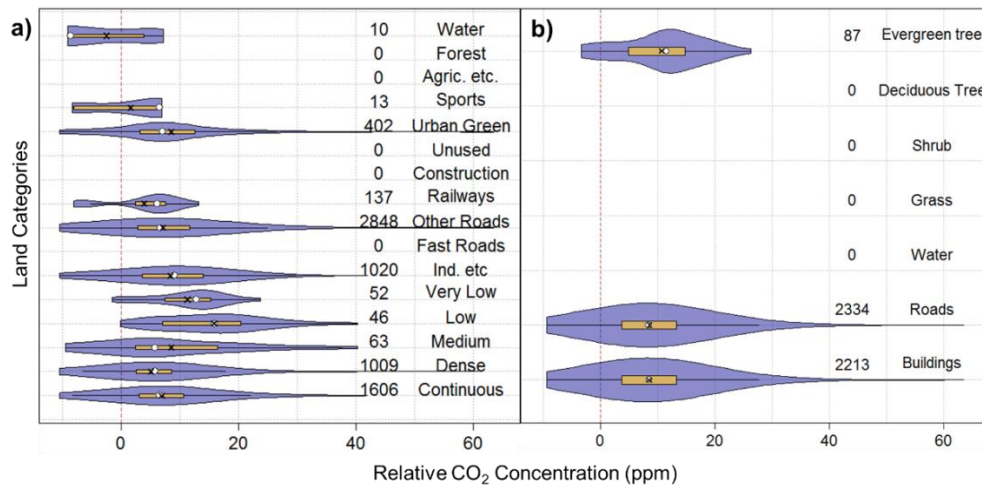 a)
10 Water
0 Forest
0 Agric. etc.
13 Sports
402 Urban Green
0 Unused
0 Construction
137 Railways
2848 Other Roads
0 Fast Roads
1020 Ind. etc
52 Very Low
46 Low
63 Medium
1009 Dense
1606 Continuous
0 20 40 60
Land Categories
b)
87 Evergreen tree
0 Deciduous Tree
0 Shrub
0 Grass
0 Water
2334 Roads
2213 Buildings
0 20 40 60
Relative CO₂ Concentration (ppm)